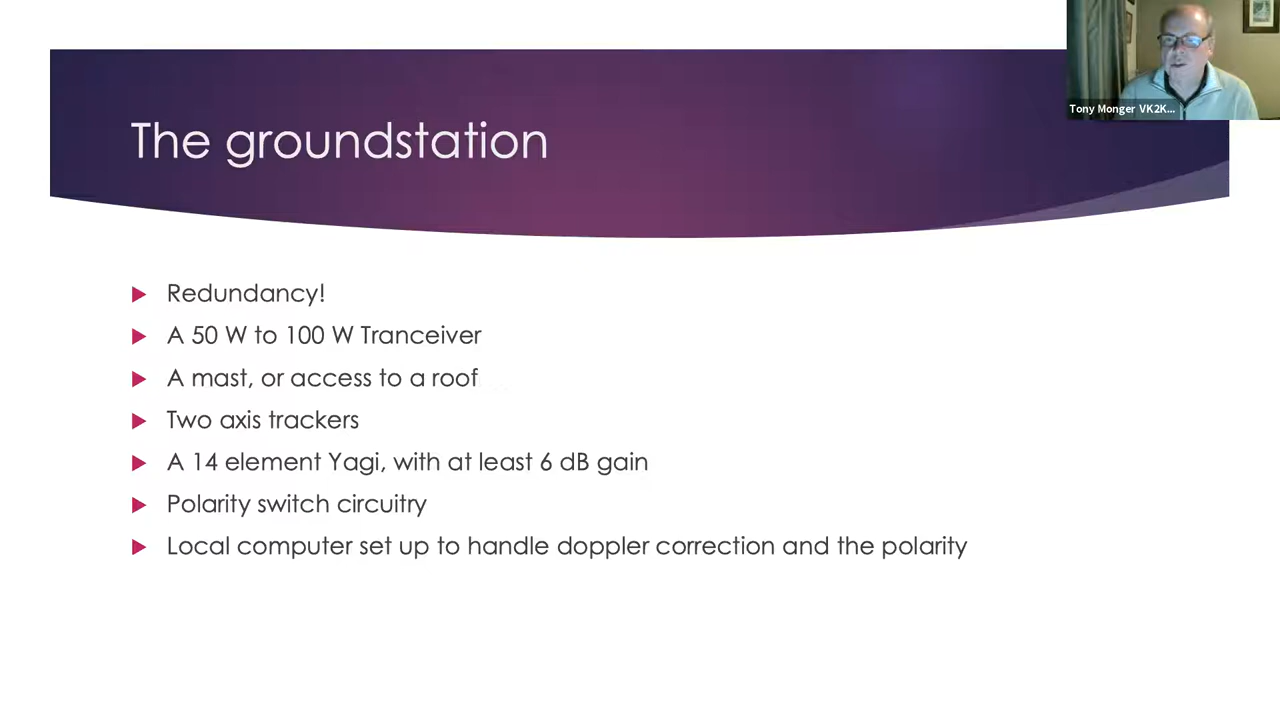 Tony Monger VK2K...
The groundstation
Redundancy!
A 50 W to 100 W Tranceiver
A mast, or access to a roof
Two axis trackers
A 14 element Yagi, with at least 6 dB gain
Polarity switch circuitry
Local computer set up to handle doppler correction and the polarity